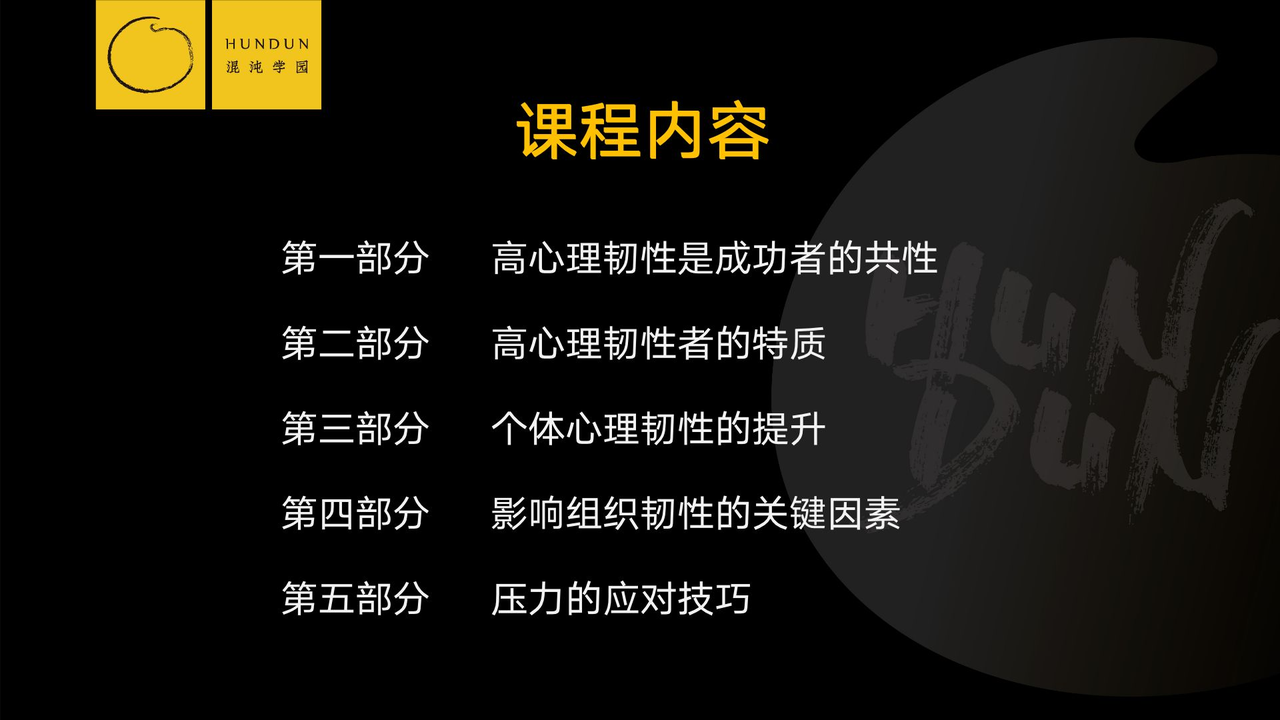 HUNDUN
混沌学园
课程内容
第一部分 高心理韧性是成功者的共性
第二部分 高心理韧性者的特质
第三部分 个体心理韧性的提升
第四部分 影响组织韧性的关键因素
第五部分 压力的应对技巧
HUN
DUN